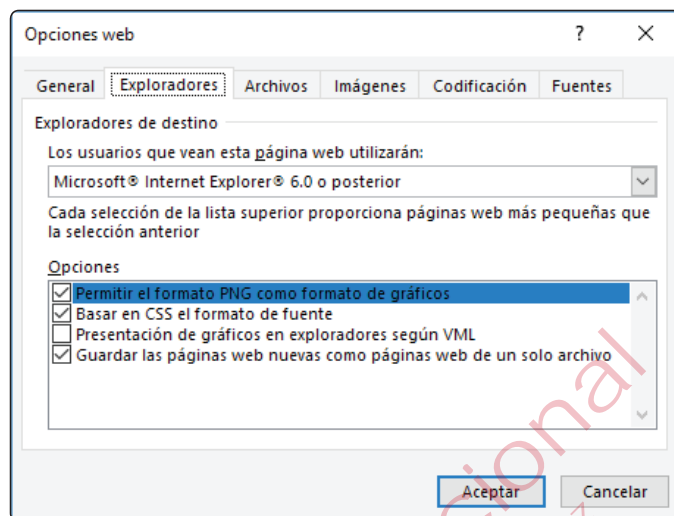 Opciones web
?
General Exploradores Archivos Imágenes Codificación Fuentes
Exploradores de destino
Los usuarios que vean esta página web utilizarán:
Microsoft® Internet Explorer® 6.0 o posterior
Cada selección de la lista superior proporciona páginas web más pequeñas que
la selección anterior
Opciones
Permitir el formato PNG como formato de gráficos
Basar en CSS el formato de fuente
Presentación de gráficos en exploradores según VML
Guardar las páginas web nuevas como páginas web de un solo archivo
Aceptar Cancelar